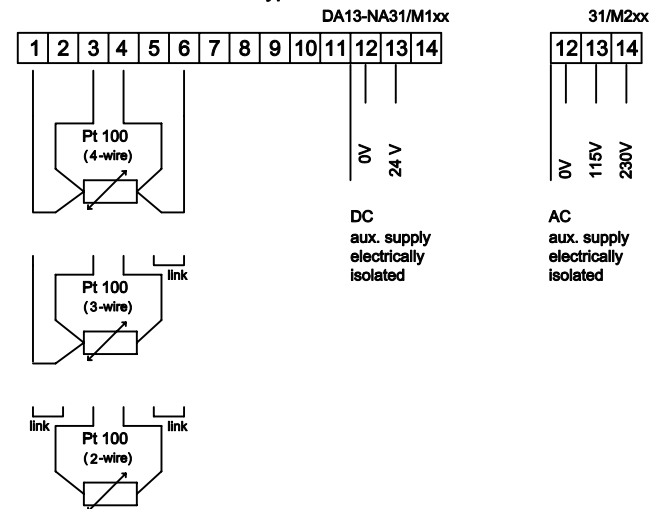 DA13-NA31/M1xx
31/M2xx
1 2 3 4 5 6 7 8 9 10 11 12 13 14
12 13 14
Pt 100
(4-wire)
0V
24 V
0V
115V
230V
DC
aux. supply
electrically
isolated
AC
aux. supply
electrically
isolated
link
Pt 100
(3-wire)
link
link
Pt 100
(2-wire)